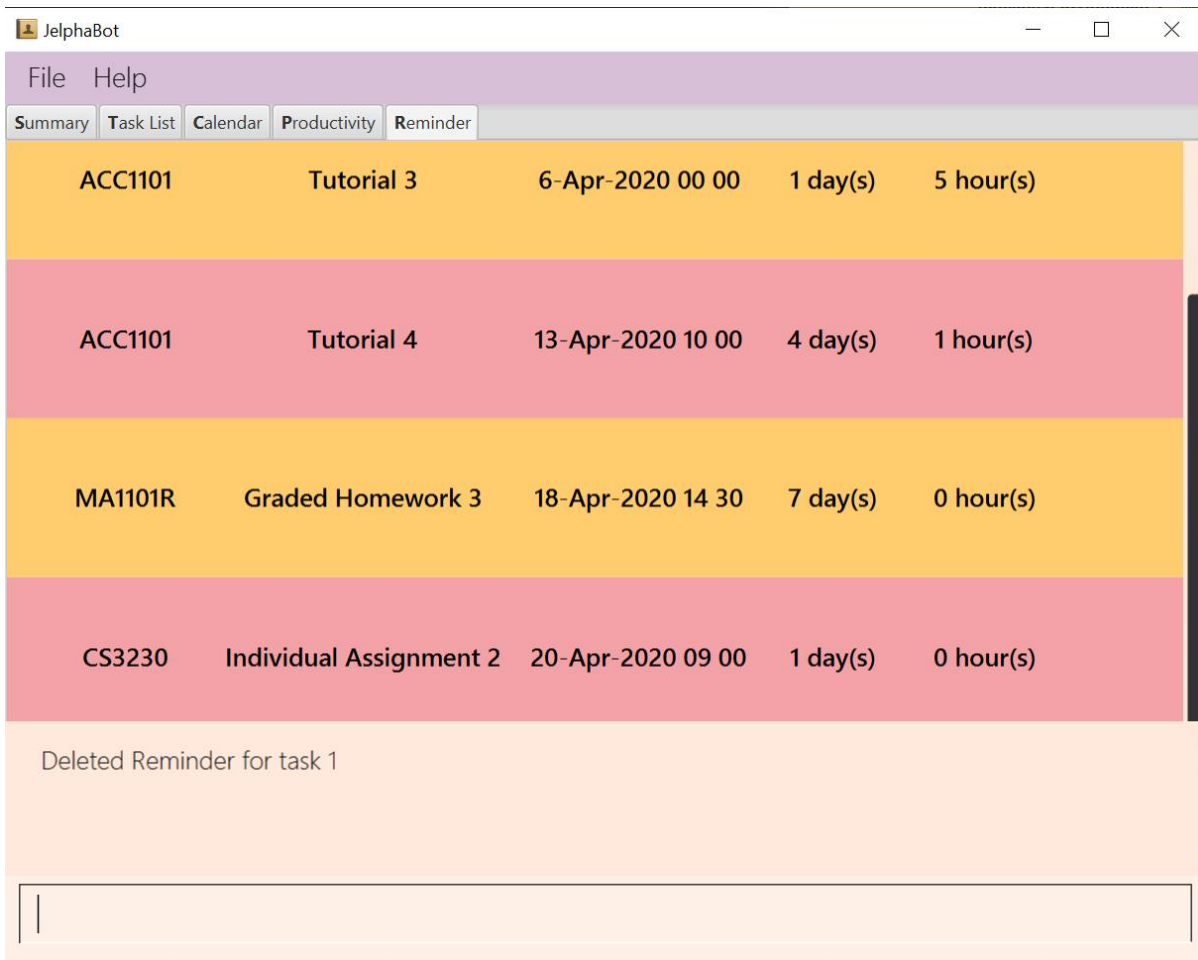 JelphaBot
File Help
Summary Task List Calendar Productivity Reminder
ACC1101 Tutorial 3 6-Apr-2020 00 00 1 day(s) 5 hour(s)
ACC1101 Tutorial 4 13-Apr-2020 10 00 4 day(s) 1 hour(s)
MA1101R Graded Homework 3 18-Apr-2020 14 30 7 day(s) 0 hour(s)
CS3230 Individual Assignment 2 20-Apr-2020 09 00 1 day(s) 0 hour(s)
Deleted Reminder for task 1